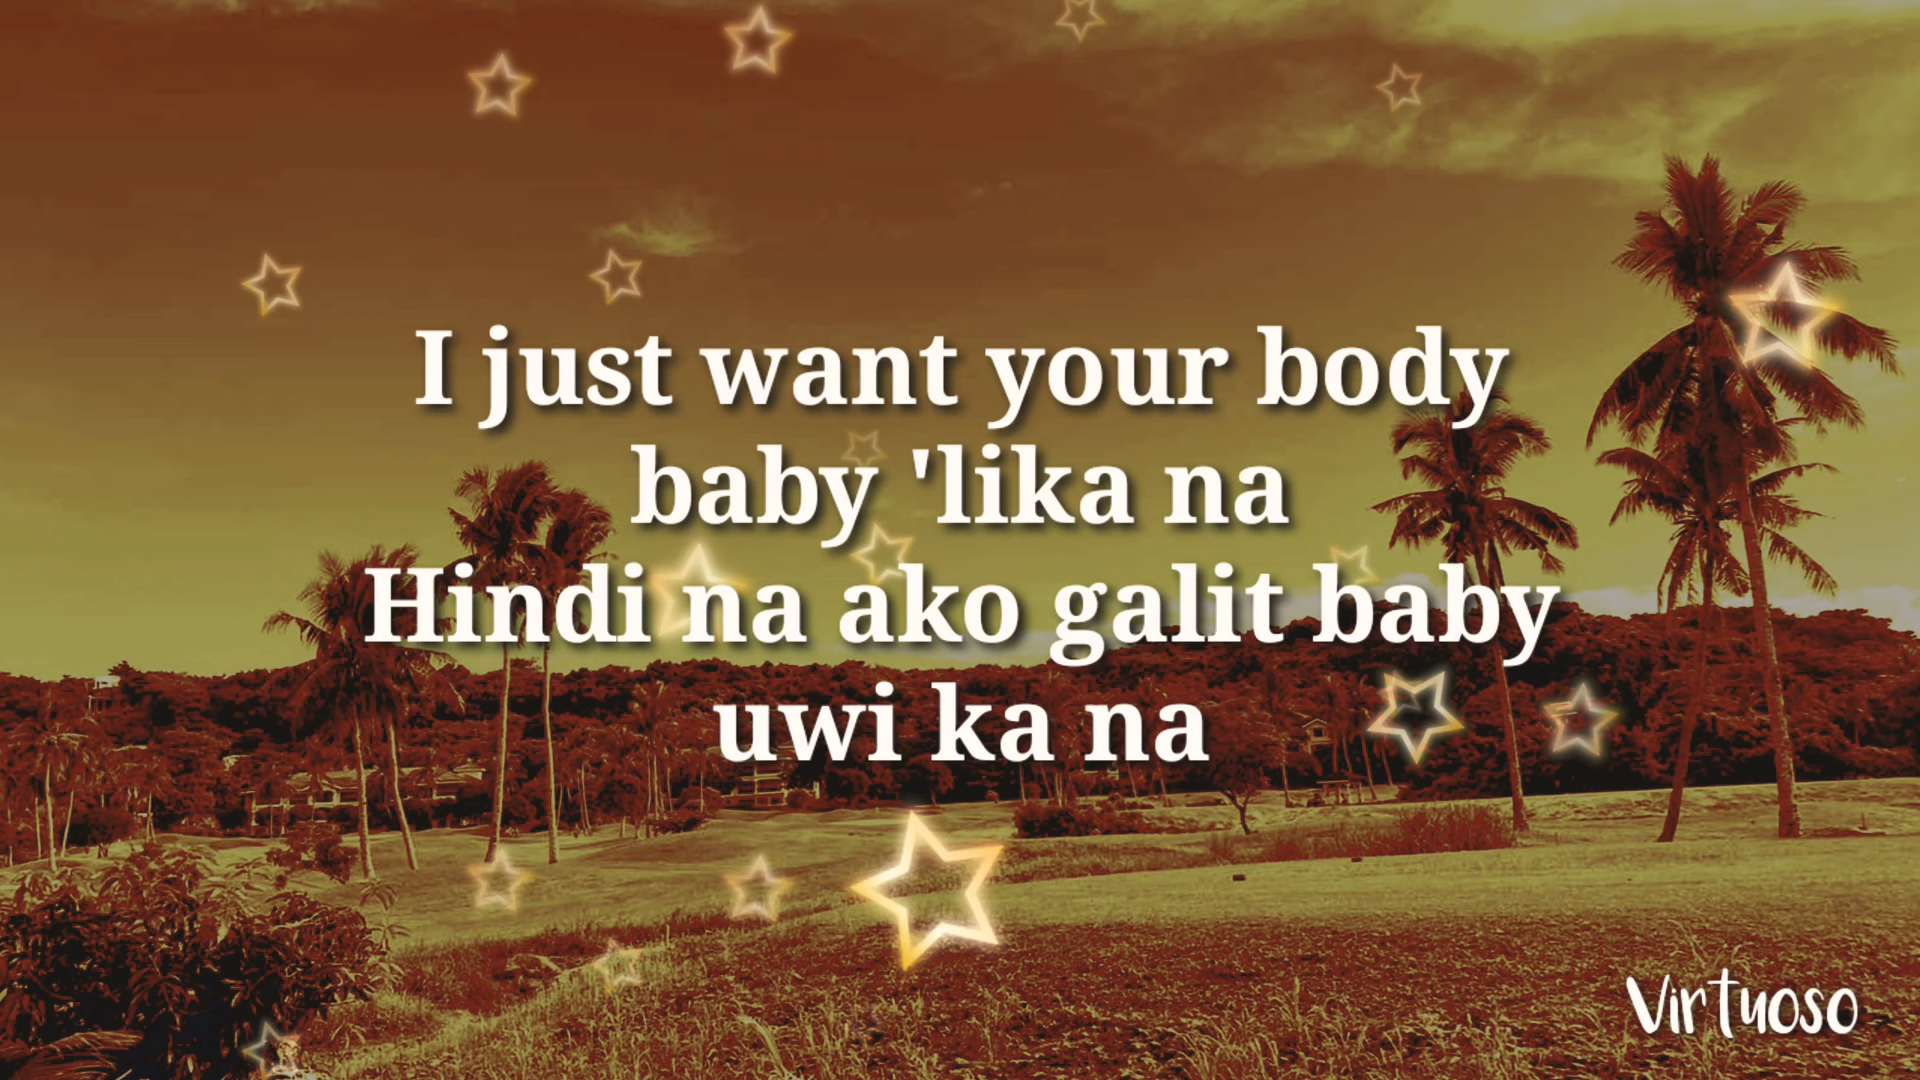 I just want your body
baby 'lika na
Hindi na ako galit baby
uwi ka na
Virtuoso